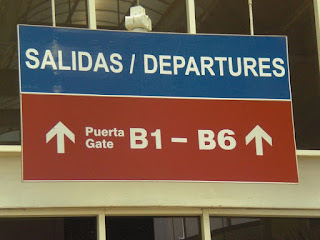 SALIDAS / DEPARTURES
Puerta B1 – B6
Gate